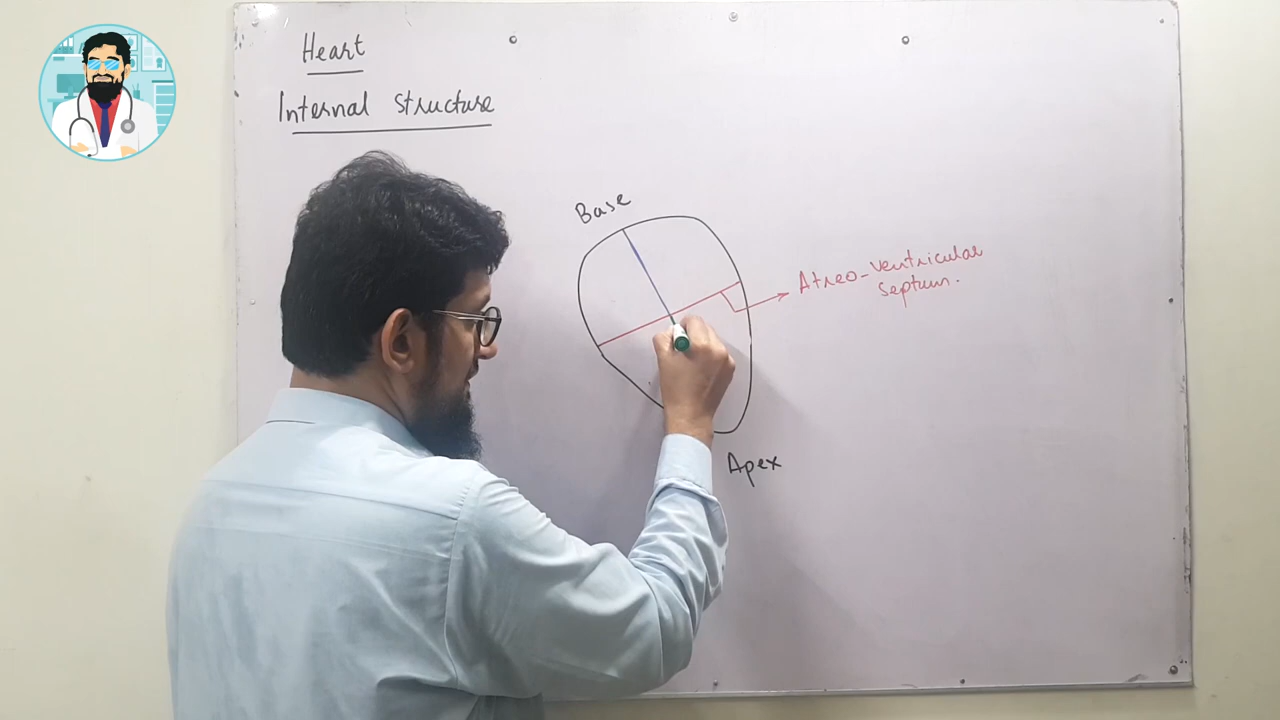 Heart
Internal structure
Base
Atreo-ventricular
septum.
Apex